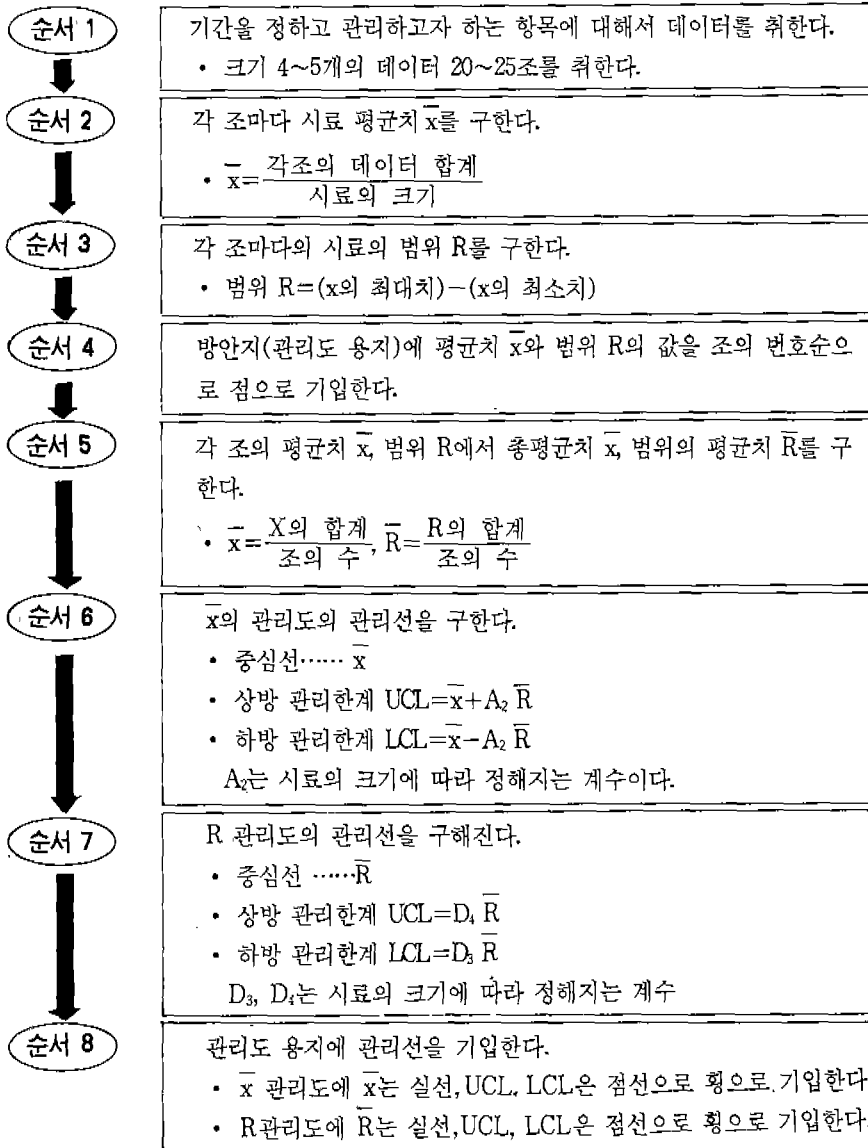 순서 1
기간을 정하고 관리하고자 하는 항목에 대해서 데이터를 취한다.
• 크기 4~5개의 데이터 20~25조를 취한다.
순서 2
각 조마다 시료 평균치 x̄를 구한다.
• x̄=각조의 데이터 합계
시료의 크기
순서 3
각 조마다의 시료의 범위 R를 구한다.
• 범위 R=(x의 최대치)-(x의 최소치)
순서 4
방안지(관리도 용지)에 평균치 x̄와 범위 R의 값을 조의 번호순으
로 점으로 기입한다.
순서 5
각 조의 평균치 x̄, 범위 R에서 총평균치 x̄, 범위의 평균치 R̄를 구
한다.
• x̄=X의 합계/조의 수, R̄=R의 합계/조의 수
순서 6
x̄의 관리도의 관리선을 구한다.
• 중심선…… x̄
• 상방 관리한계 UCL=x̄+A₂ R̄
• 하방 관리한계 LCL=x̄-A₂ R̄
A₂는 시료의 크기에 따라 정해지는 계수이다.
순서 7
R 관리도의 관리선을 구해진다.
• 중심선 ……R̄
• 상방 관리한계 UCL=D₄ R̄
• 하방 관리한계 LCL=D₃ R̄
D₃, D₄는 시료의 크기에 따라 정해지는 계수
순서 8
관리도 용지에 관리선을 기입한다.
• x̄ 관리도에 x̄는 실선,UCL, LCL은 점선으로 횡으로 기입한다
• R관리도에 R̄는 실선,UCL, LCL은 점선으로 횡으로 기입한다